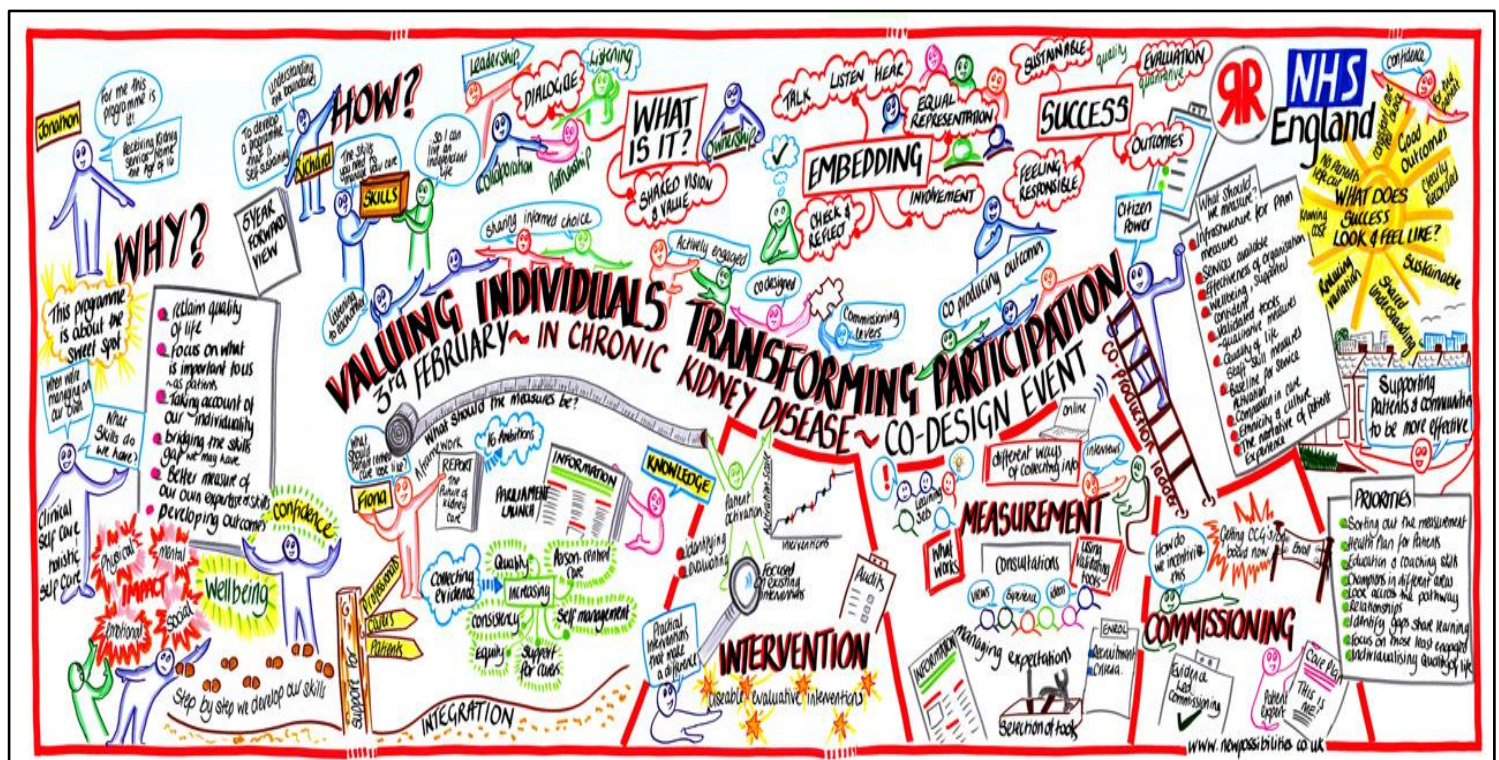 Jonathon
For me this
programme is
it!
Receiving kidney
service - Home
the Age of 16
WHY?
This programme
is about the
sweet spot
When we're
managing on
our own
What
Skills do
we have?
Clinical
Self Care
holistic
Self Care
reclaim quality
of life
Focus on what
is important to us
~as patients
Taking account of
our individuality
bridging the skills
gap we may have
Better measure of
our own expertise & skills
Developing outcomes
Physical
Mental
IMPACT
emotional
Social
Wellbeing
Confidence
Step by step we develop our skills
understanding
the boundaries
To develop
a programme
that is
self-sustaining
HOW?
Richard
The skills
you need to
manage your care
so I can
live an
independent
life
SKILLS
5 YEAR
FORWARD
VIEW
Leadership
DIALOGUE
Listening
Collaboration
Partnership
WHAT
IS IT?
SHARED VISION
& VALUE
Ownership
TALK LISTEN HEAR
EQUAL
REPRESENTATION
EMBEDDING
CHECK &
REFLECT
INVOLVEMENT
SUSTAINABLE
quality
EVALUATION
quantitative
SUCCESS
FEELING
RESPONSIBLE
OUTCOMES
NHS
England
confidence
Good
Outcomes
Clearly
Recorded
Knowing
cost
WHAT DOES
SUCCESS
LOOK & FEEL LIKE?
Reducing
variation
Sustainable
Shared
understanding
Listening to
each other
Sharing informed choice
Actively engaged
codesigned
Commissioning
levers
Co producing outcomes
Citizen
Power
VALUING INDIVIDUALS TRANSFORMING PARTICIPATION
3rd FEBRUARY ~ IN CHRONIC KIDNEY DISEASE ~ CO-DESIGN EVENT
CO-PRODUCTION ladder
What should
we measure?
Infrastructure for PAM
measures
Services available
Effectiveness of organisation
Wellbeing, supported
confident
Validated tools
~qualitative measures
Quality of life
Staff - skill measures
Baseline for service
Activation
Compassion in care
Ethnicity & culture
The narrative of patient
Experience
Supporting
Patients & communities
to be more effective
What should the measures be?
Framework
Fiona
REPORT
The
Future of
kidney
care
16 Ambitions
PARLIAMENT
LAUNCH
INFORMATION
KNOWLEDGE
Collecting
evidence
Quality
Person-centred
care
Increasing
Consistency
Self management
Equity
Support
for carers
Professionals
Carers
Patients
Support for
INTEGRATION
Patient
activation
Activation Scale
interventions
identifying
evaluating
Focused
on existing
interventions
Audits
Practical
interventions
that make
a difference
INTERVENTION
Useable evaluative interventions
online
different ways
of collecting info
interviews
Learning
Sets
MEASUREMENT
What
works
consultations
Using
validating
tools
views
Experience
ideas
INFORMATION
managing expectations
ENROL
Recruitment
Criteria
Selection of tools
How do
we incentivise
this
Getting CCG's on
board now
Enrol
COMMISSIONING
Evidence
Led
commissioning
Patient
expert
Care Plan
THIS IS
ME!
PRIORITIES
Sorting out the measurement
Health Plan for Patients
Education & coaching skills
Champions in different areas
Look across the pathway
Relationships
Identify gaps share learning
Focus on those least engaged
Individualising quality of life
www.newpossibilities.co.uk